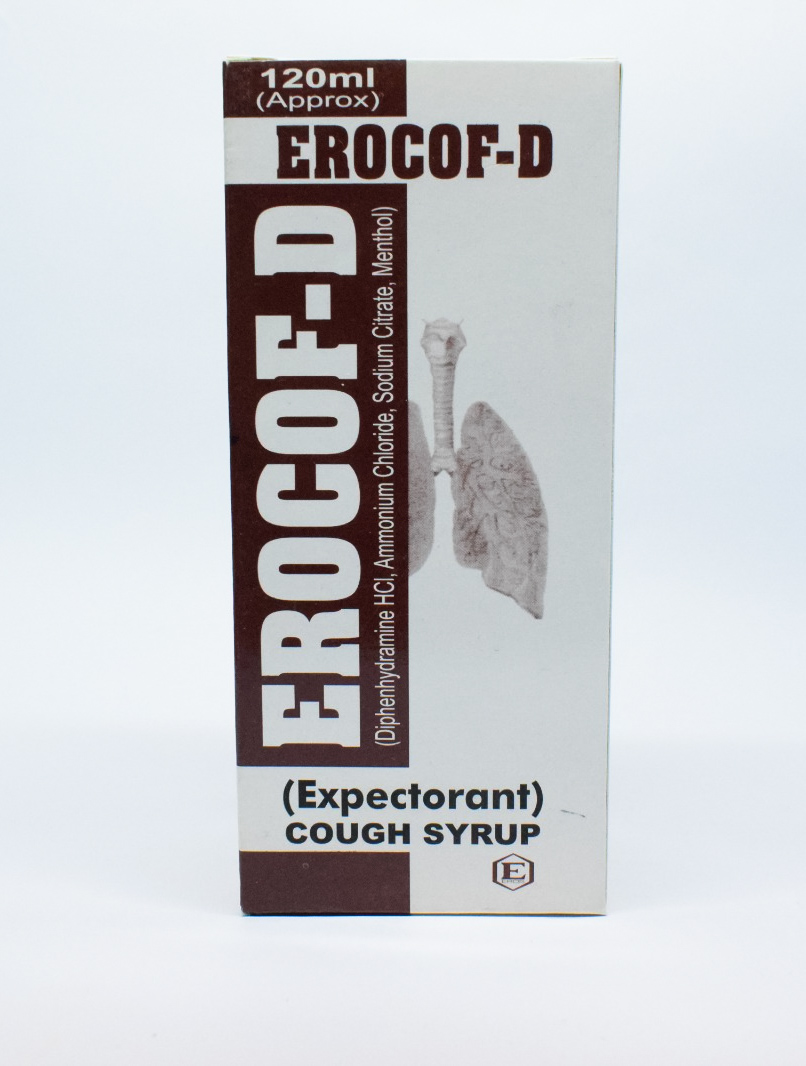 120ml
(Approx)
EROCOF-D
EROCOF-D
(Diphenhydramine HCl, Ammonium Chloride, Sodium Citrate, Menthol)
(Expectorant)
COUGH SYRUP
E